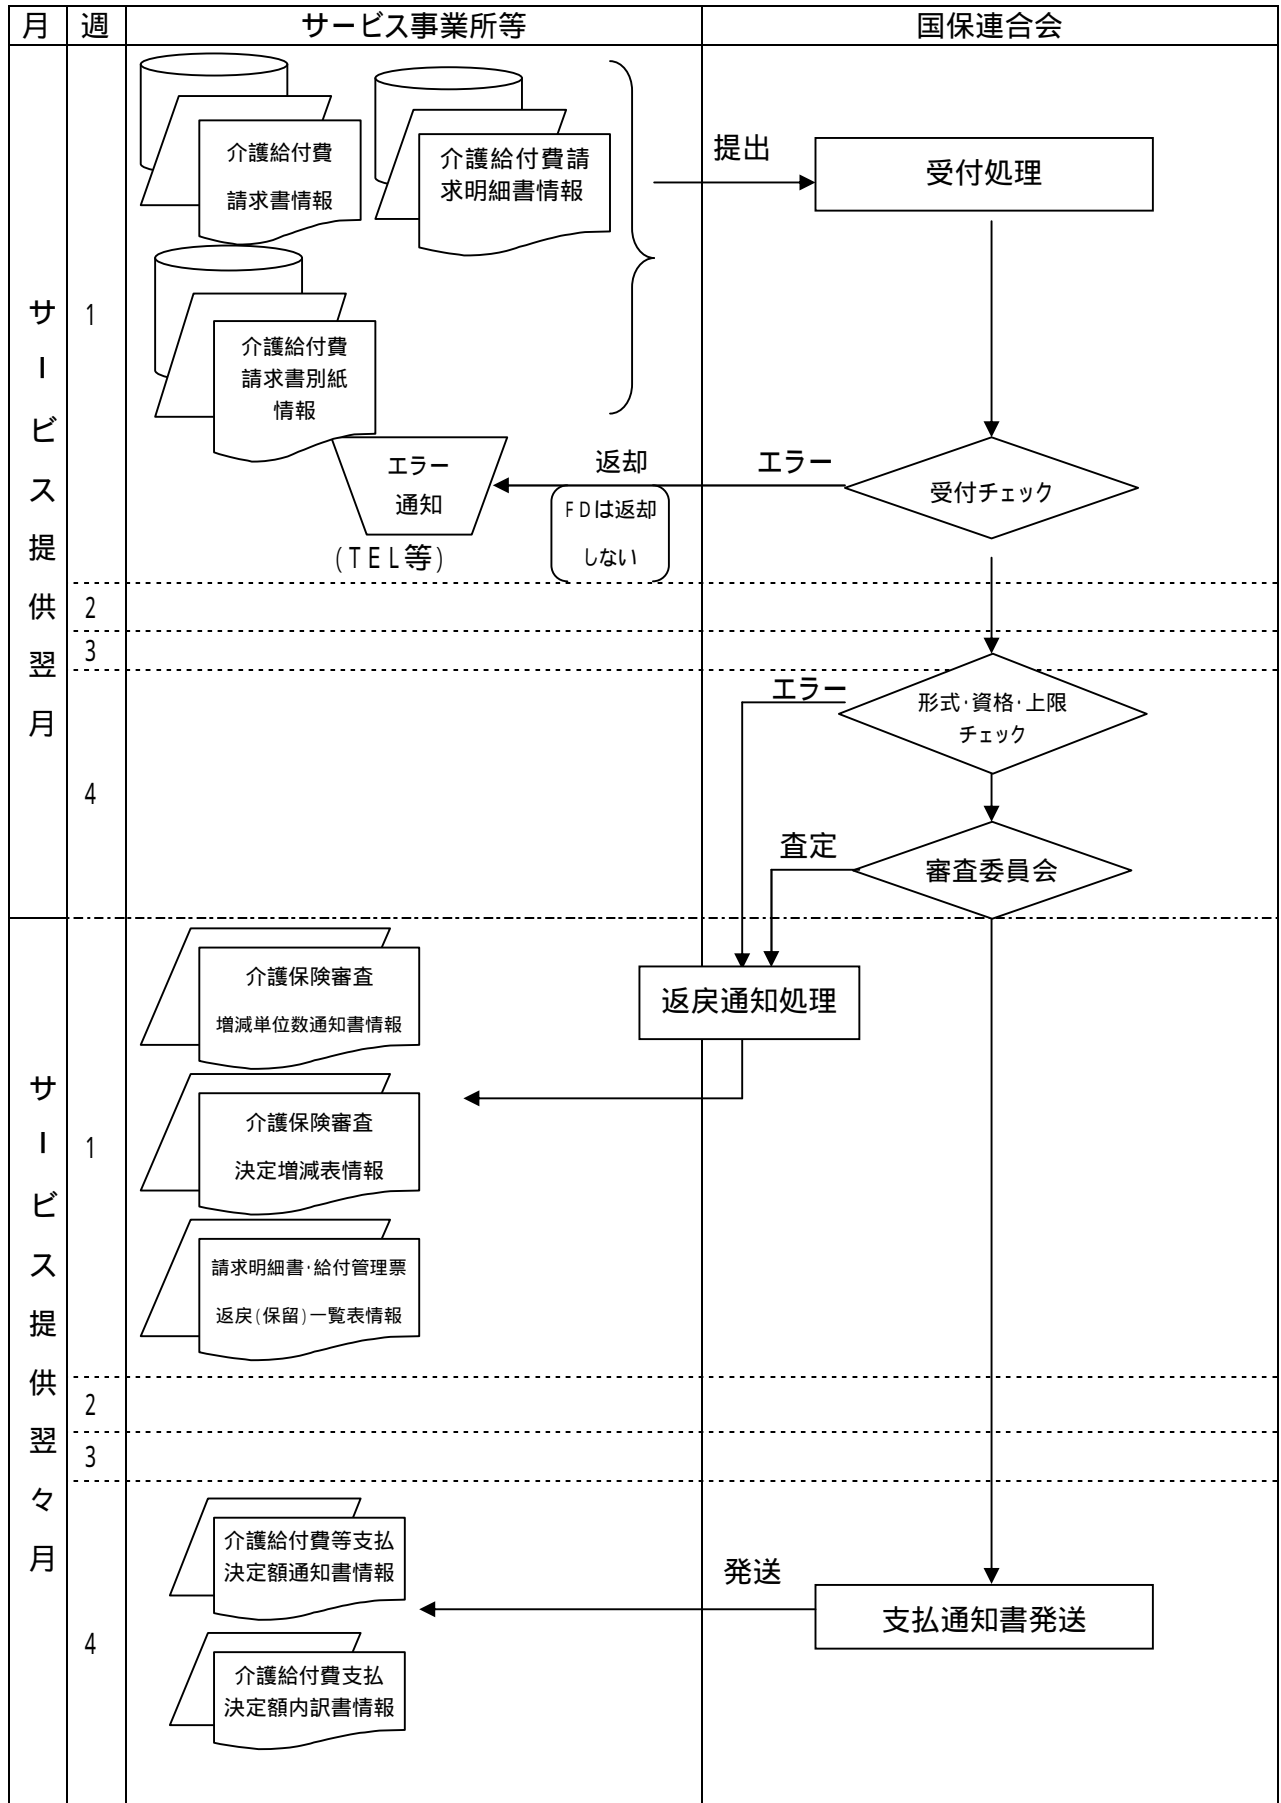 月 週 サービス事業所等 国保連合会
サービス提供翌月
1
介護給付費
請求書情報
介護給付費請
求明細書情報
提出
受付処理
介護給付費
請求書別紙
情報
エラー
通知
(TEL等)
返却
エラー
FDは返却
しない
受付チェック
2
3
4
エラー
形式・資格・上限
チェック
査定
審査委員会
サービス提供翌々月
1
介護保険審査
増減単位数通知書情報
返戻通知処理
介護保険審査
決定増減表情報
請求明細書・給付管理票
返戻(保留)一覧表情報
2
3
4
介護給付費等支払
決定額通知書情報
発送
支払通知書発送
介護給付費支払
決定額内訳書情報